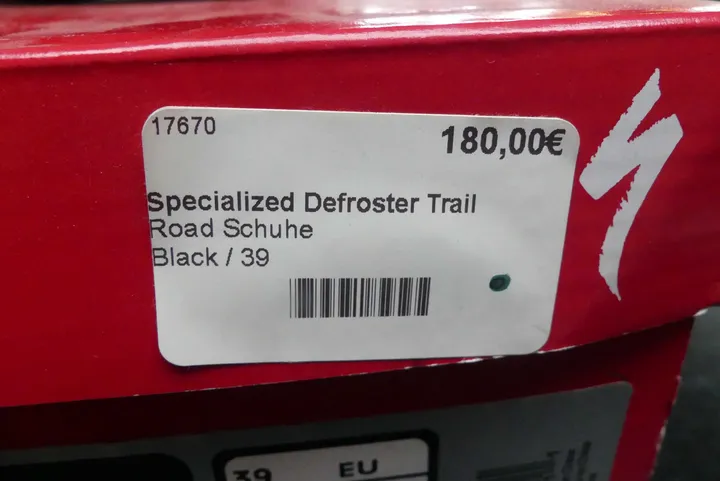 17670
180,00€
Specialized Defroster Trail
Road Schuhe
Black / 39
39 EU